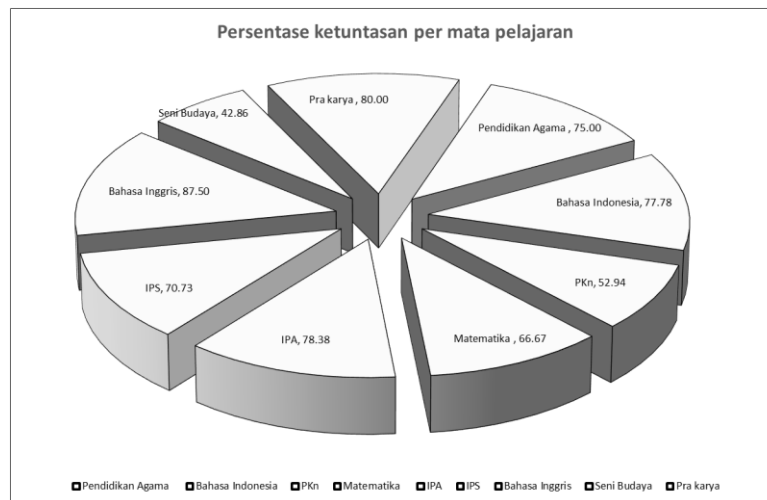 Persentase ketuntasan per mata pelajaran
Pra karya , 80.00
Seni Budaya, 42.86
Pendidikan Agama , 75.00
Bahasa Inggris, 87.50
Bahasa Indonesia, 77.78
IPS, 70.73
PKn, 52.94
IPA, 78.38
Matematika , 66.67
Pendidikan Agama Bahasa Indonesia PKn Matematika IPA IPS Bahasa Inggris Seni Budaya Pra karya